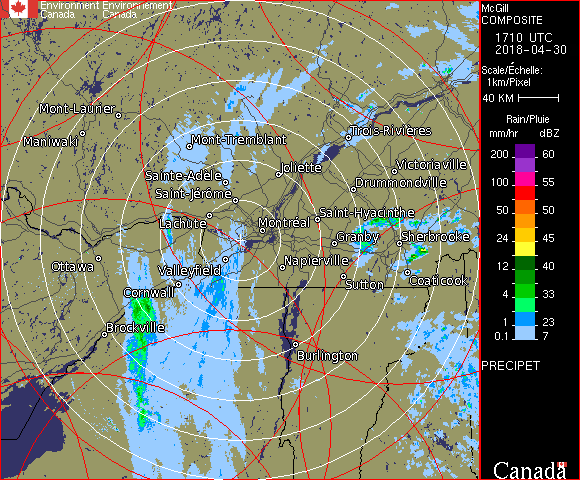 Environment Environnement
Canada Canada
McGill
COMPOSITE
1710 UTC
2018-04-30
Scale/Échelle:
1km/Pixel
40 KM
Rain/Pluie
mm/hr dBZ
200 60
150 57
100 55
50 50
24 45
12 40
4 33
1 23
0.1 7
PRECIPET
Canada
Mont-Laurier
Maniwaki
Mont-Tremblant
Trois-Rivières
Sainte-Adèle
Joliette
Victoriaville
Saint-Jérôme
Drummondville
Lachute
Montréal
Saint-Hyacinthe
Granby
Sherbrooke
Ottawa
Valleyfield
Napierville
Cornwall
Sutton
Coaticook
Brockville
Burlington